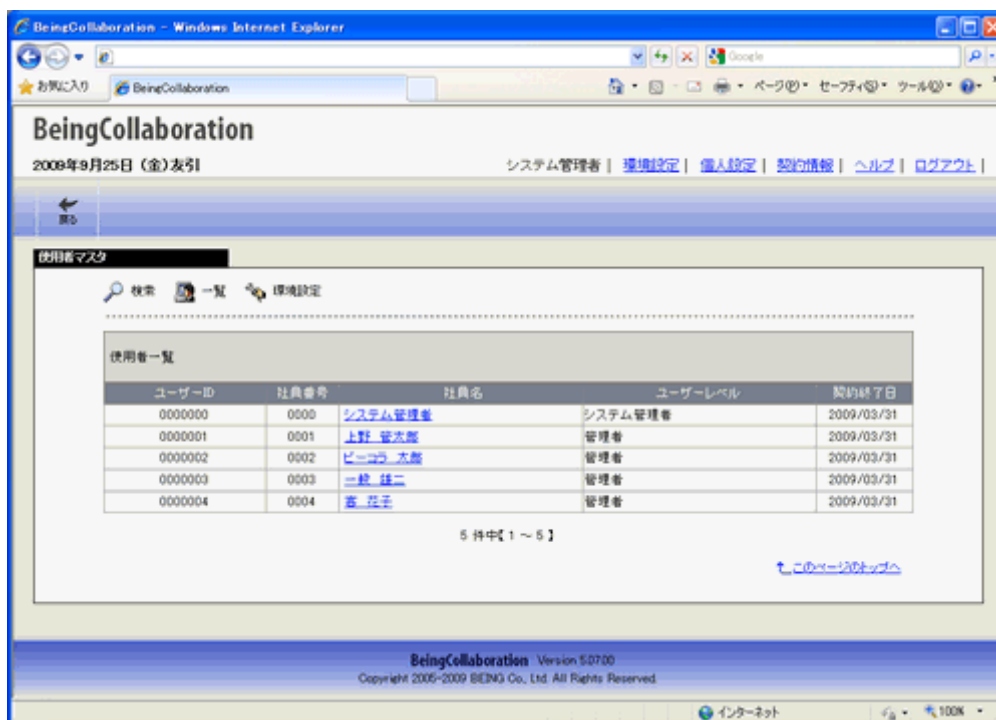 BeingCollaboration - Windows Internet Explorer
Google
お気に入り BeingCollaboration ページ(P) セーフティ(S) ツール(O)
BeingCollaboration
2009年9月25日（金）友引 システム管理者 | 環境設定 | 個人設定 | 契約情報 | ヘルプ | ログアウト |
戻る
使用者マスタ
検索 一覧 環境設定
使用者一覧
ユーザーID 社員番号 社員名 ユーザーレベル 契約終了日
0000000 0000 システム管理者 システム管理者 2009/03/31
0000001 0001 上野 管太郎 管理者 2009/03/31
0000002 0002 ビーコラ 太郎 管理者 2009/03/31
0000003 0003 一般 雄二 管理者 2009/03/31
0000004 0004 花子 管理者 2009/03/31
5 件中【 1 ～ 5 】
このページのトップへ
BeingCollaboration Version 5.07.00
Copyright 2005-2009 BEING Co., Ltd. All Rights Reserved.
インターネット 100%